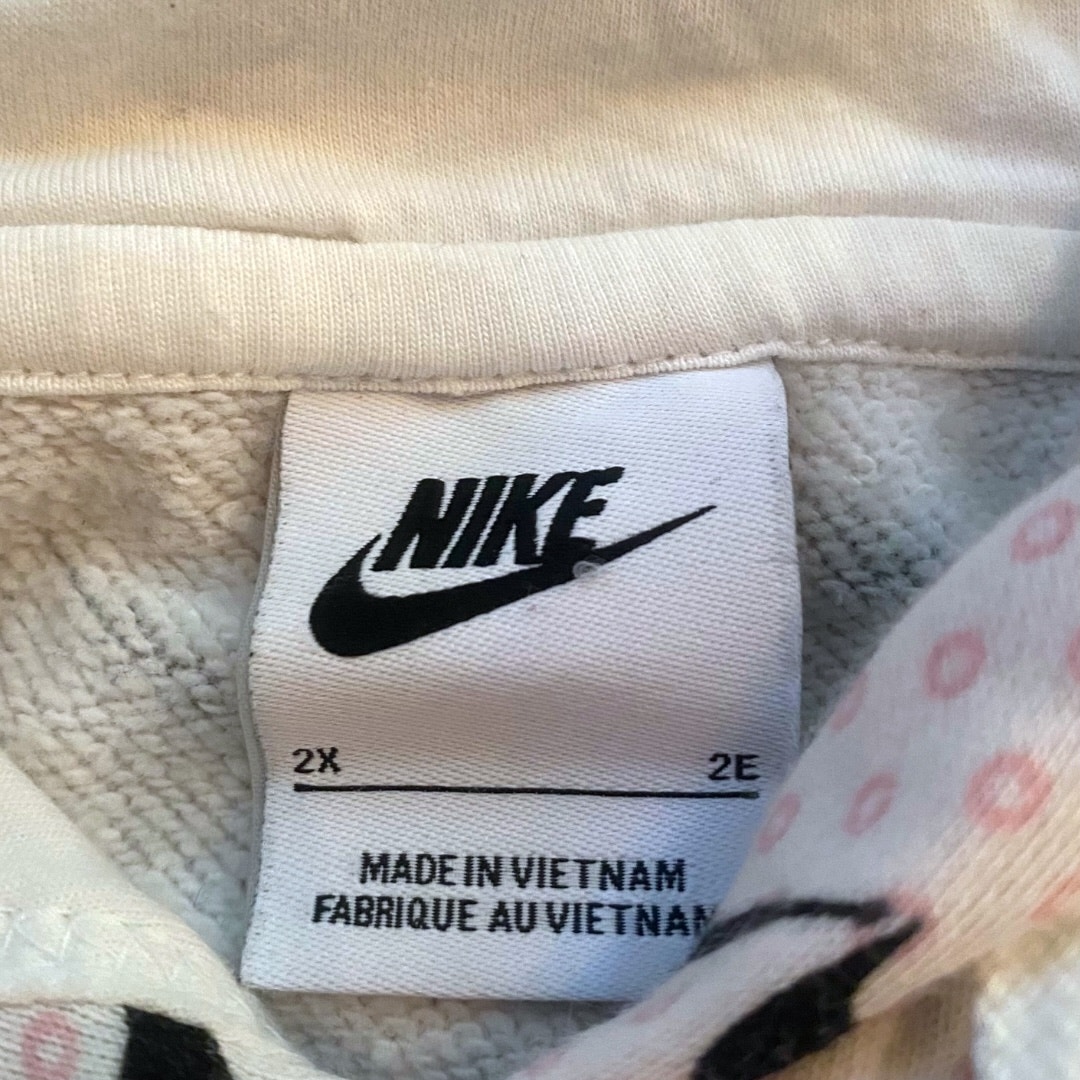 NIKE
2X 2E
MADE IN VIETNAM
FABRIQUE AU VIETNAM